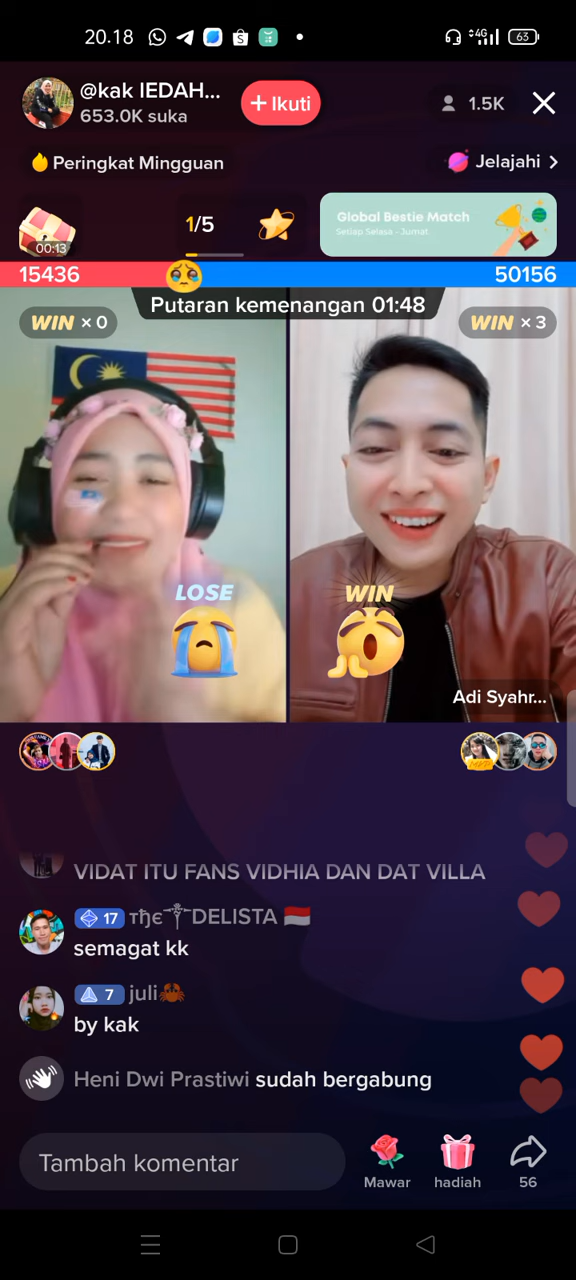 20.18
4G
63
@kak IEDAH...
653.0K suka
+ Ikuti
1.5K
Peringkat Mingguan
Jelajahi
00:13
1/5
Global Bestie Match
Setiap Selasa - Jumat
15436
50156
Putaran kemenangan 01:48
WIN × 0
WIN × 3
LOSE
WIN
Adi Syahr...
MVP
VIDAT ITU FANS VIDHIA DAN DAT VILLA
17 тђє༒DELISTA 🇮🇩
semagat kk
7 juli🦀
by kak
Heni Dwi Prastiwi sudah bergabung
Tambah komentar
Mawar
hadiah
56